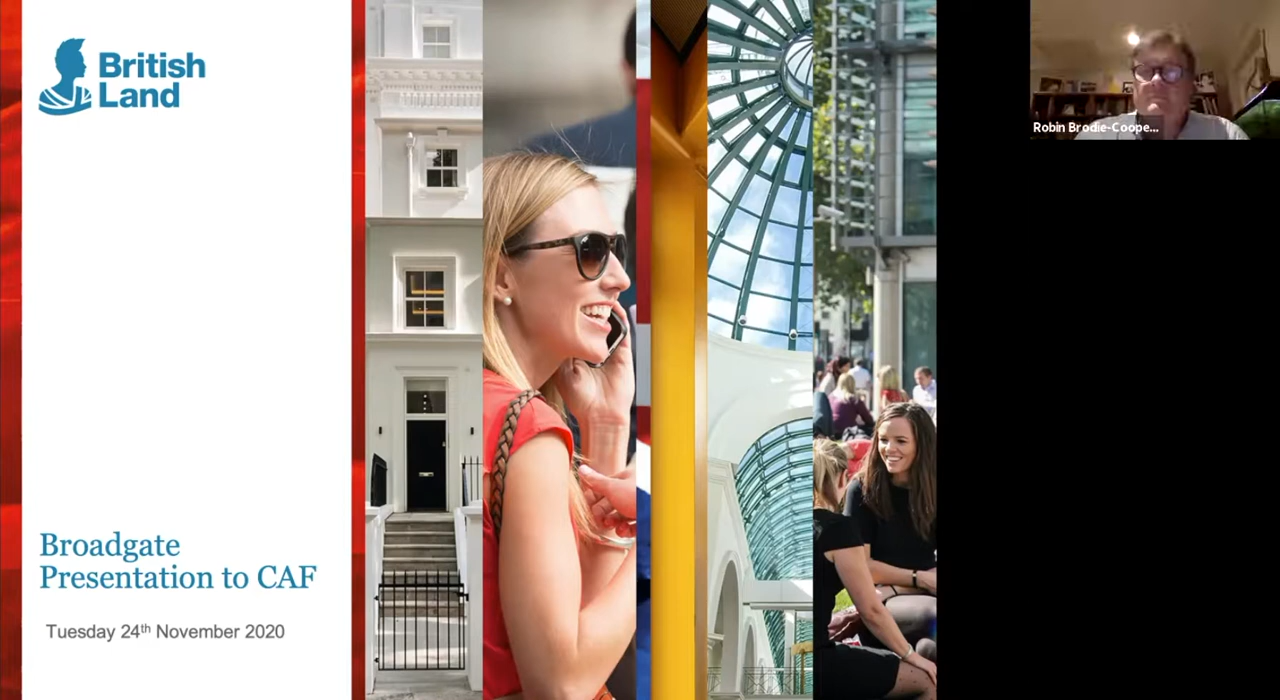 British
Land
Broadgate
Presentation to CAF
Tuesday 24th November 2020
Robin Brodie-Coope...